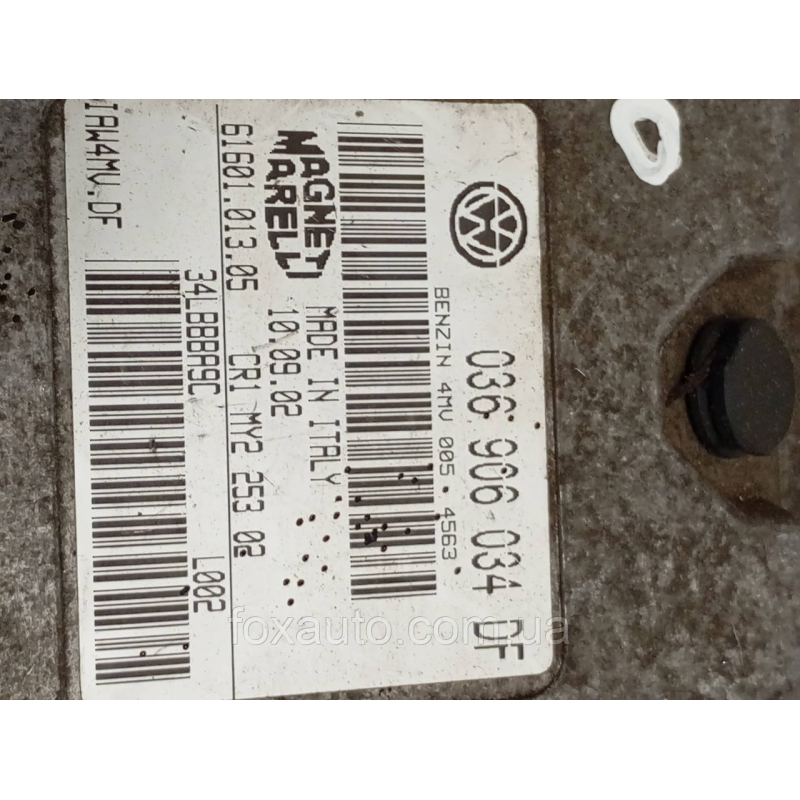 036 906 034 DF
BENZIN 4MV 005.4563.
MAGNETI
MARELLI
MADE IN ITALY
10.09.02
61601.013.05
CR1 MY2 253 02
34LBBBA9C
L002
IAW4MV.DF
foxauto.com.ua